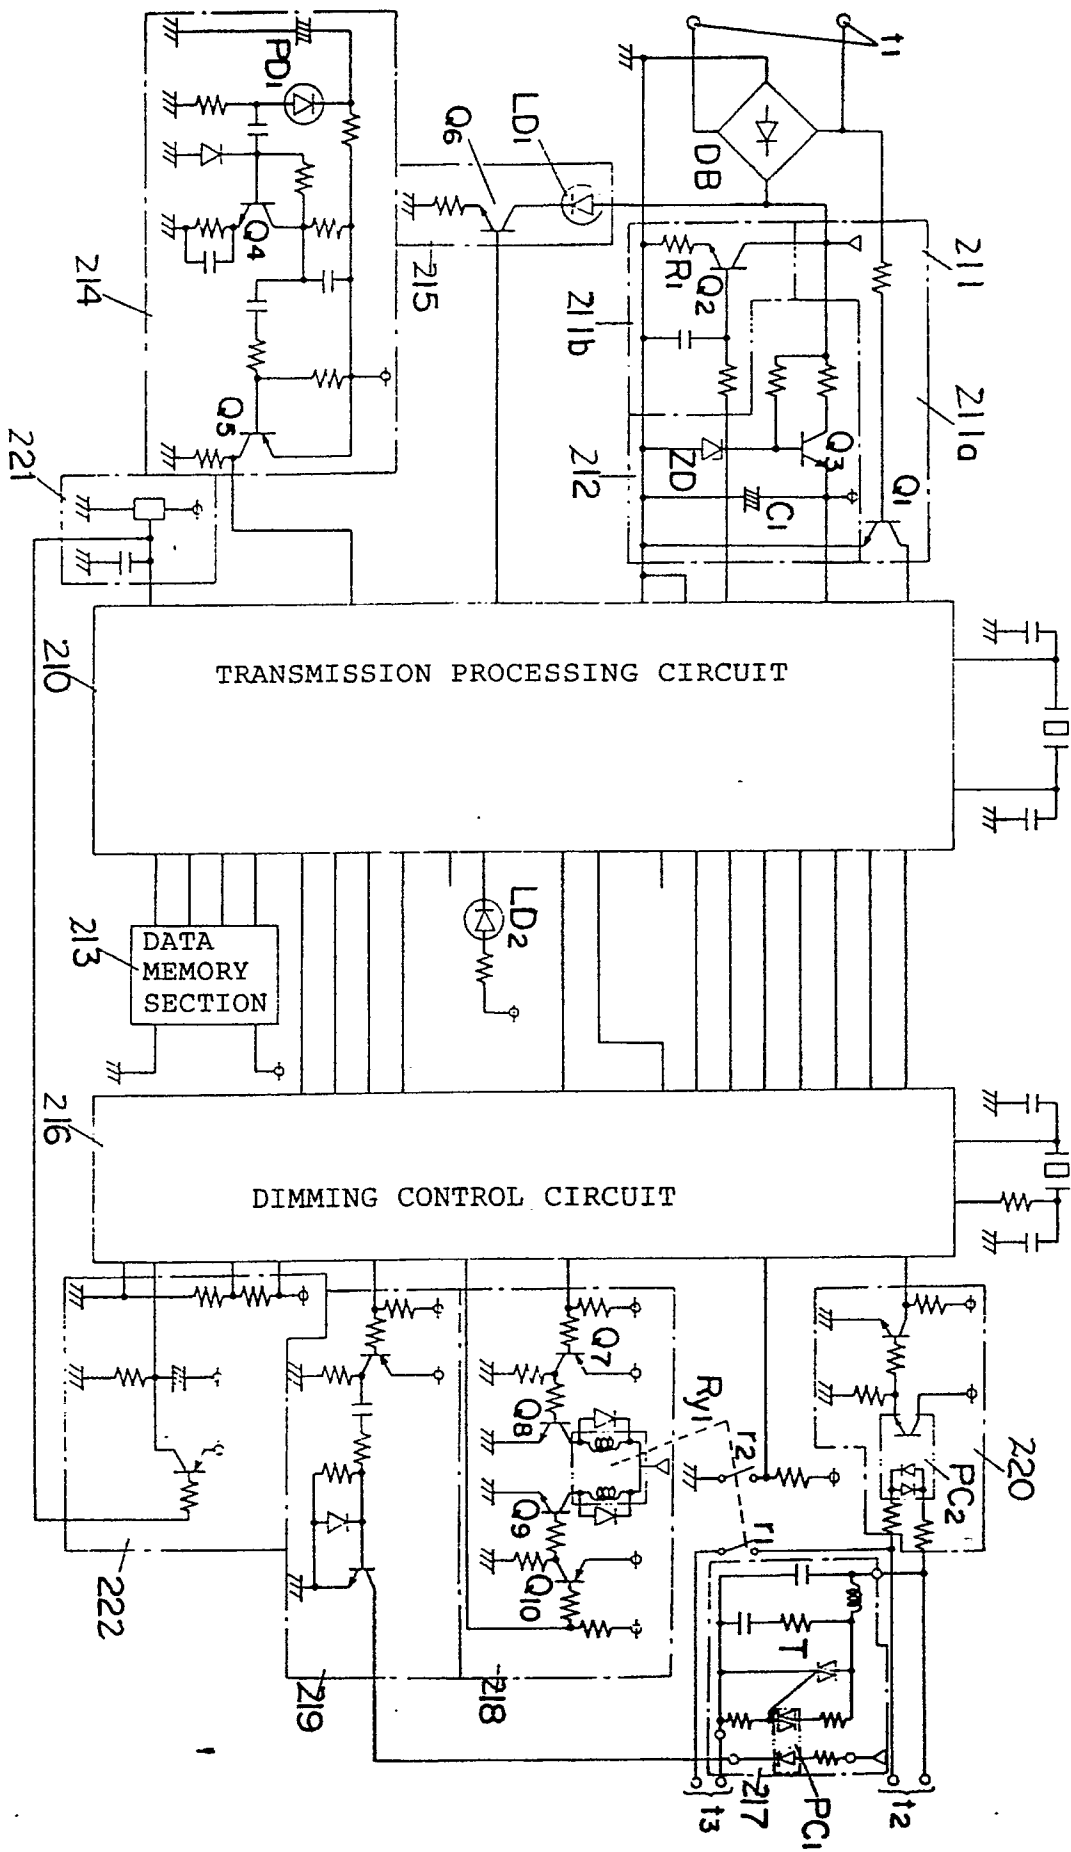 t1
PD1
LD1
Q6
DB
Q4
214
215
R1
Q2
211b
211
211a
Q5
221
ZD
212
Q3
C1
Q1
210
TRANSMISSION PROCESSING CIRCUIT
213
DATA
MEMORY
SECTION
LD2
216
DIMMING CONTROL CIRCUIT
Q7
Ry1
Q8
r2
220
PC2
Q9
r1
Q10
222
T
219
218
217
PC1
t3
t2